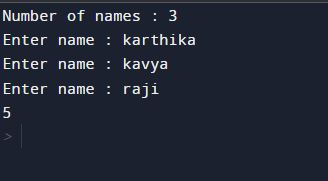 Number of names : 3
Enter name : karthika
Enter name : kavya
Enter name : raji
5
>